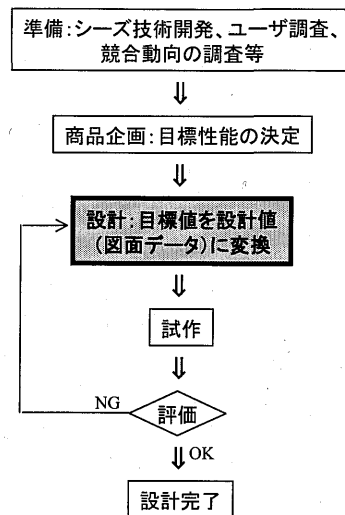 準備:シーズ技術開発、ユーザ調査、
競合動向の調査等
商品企画:目標性能の決定
設計:目標値を設計値
(図面データ)に変換
試作
NG
評価
OK
設計完了